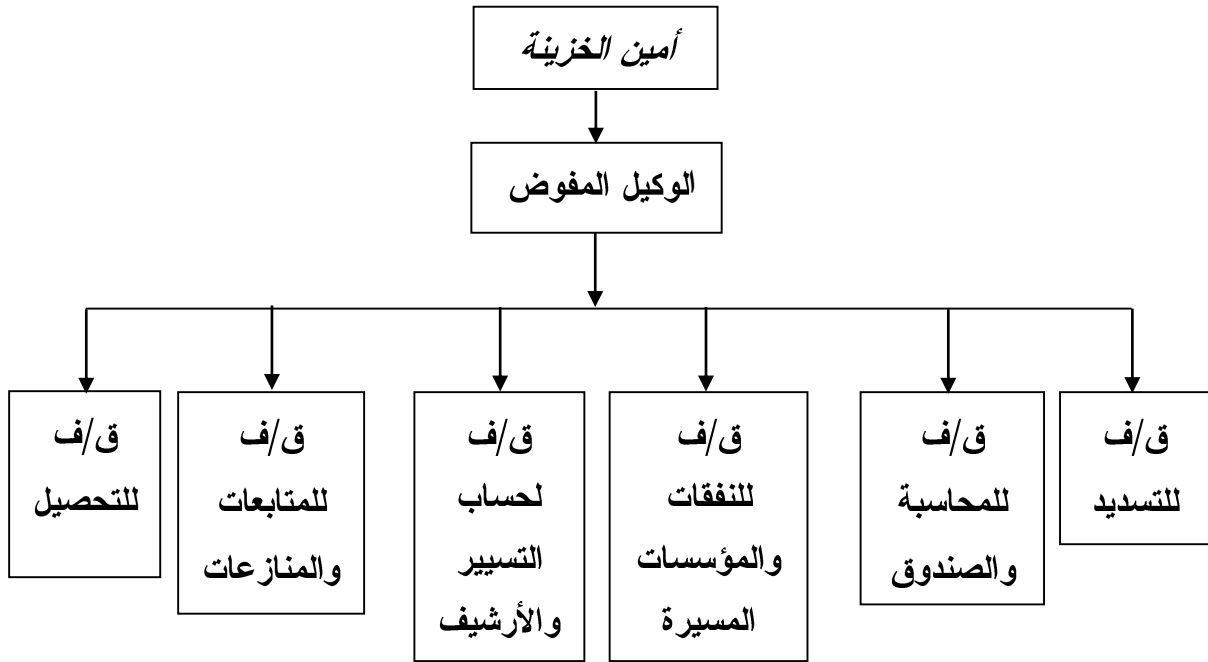 أمين الخزينة
الوكيل المفوض
ق/ف
للتسديد
ق/ف
للمحاسبة
والصندوق
ق/ف
للنفقات
والمؤسسات
المسيرة
ق/ف
لحساب
التسيير
والأرشيف
ق/ف
للمتابعات
والمنازعات
ق/ف
للتحصيل